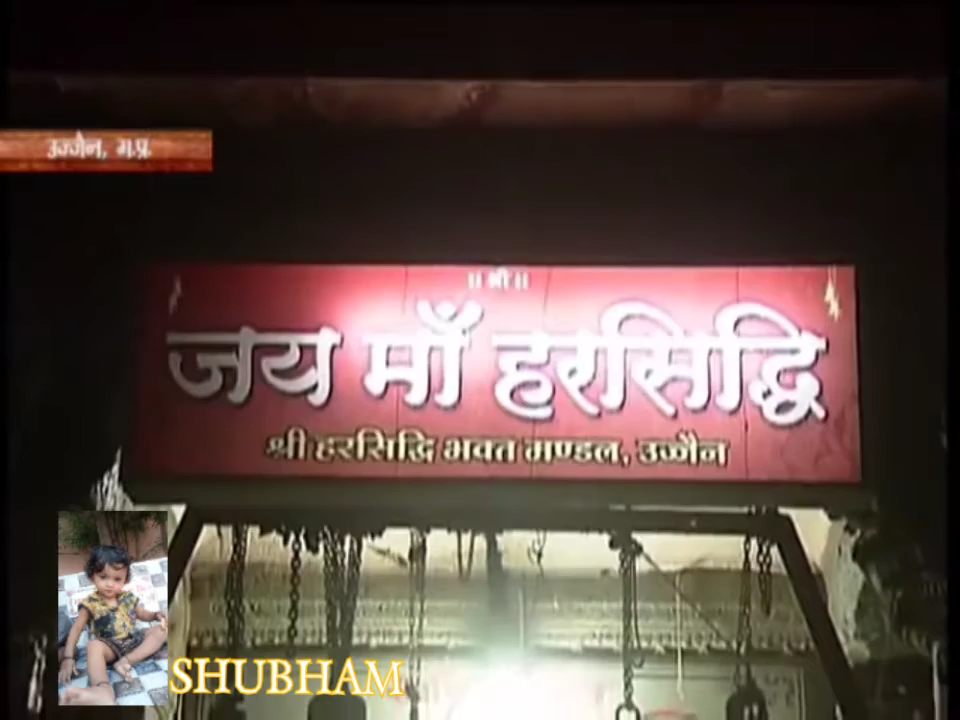 उज्जैन, म.प्र.
॥ श्री ॥
जय माँ हरसिद्धि
श्री हरसिद्धि भक्त मण्डल, उज्जैन
SHUBHAM